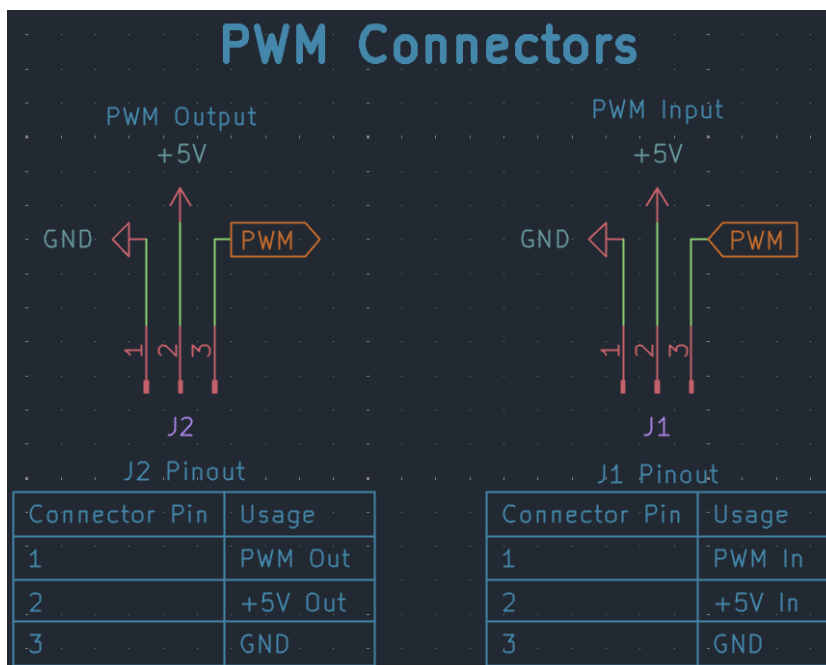 PWM Connectors
PWM Output
PWM Input
+5V
+5V
GND
PWM
GND
PWM
1
2
3
1
2
3
J2
J1
J2 Pinout
Connector Pin Usage
1 PWM Out
2 +5V Out
3 GND
J1 Pinout
Connector Pin Usage
1 PWM In
2 +5V In
3 GND